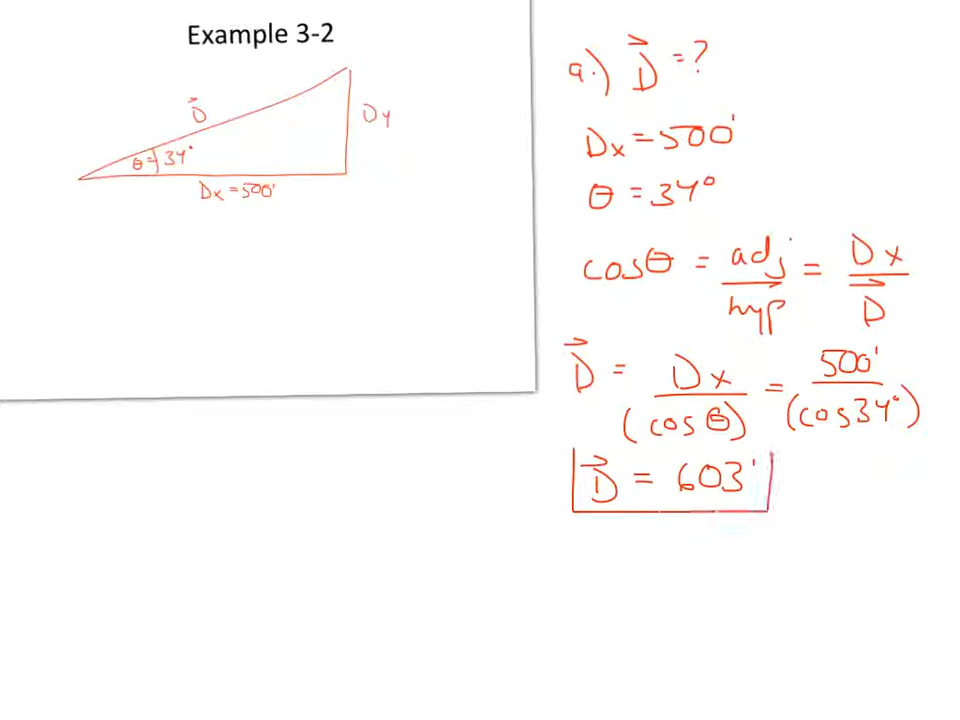 Example 3-2
D⃗
Dy
θ = 34°
Dx = 500'
a.) D⃗ = ?
Dx = 500'
θ = 34°
cosθ = adj/hyp = Dx/D⃗
D⃗ = Dx/(cosθ) = 500'/(cos34°)
D⃗ = 603'